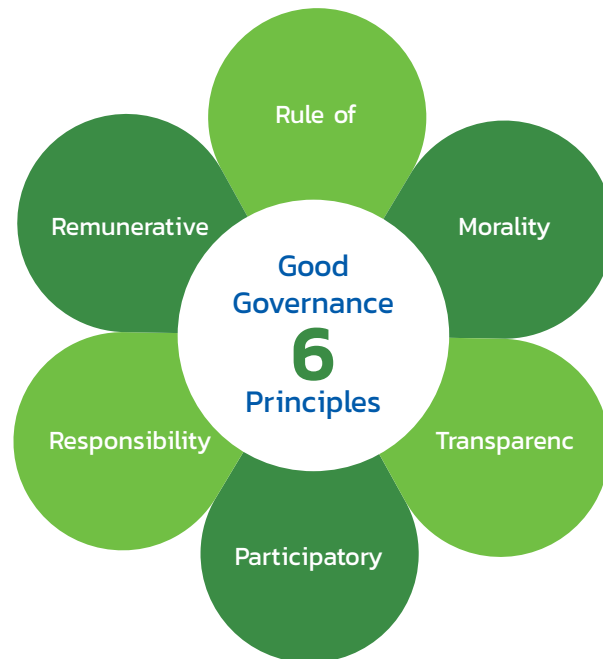 Rule of
Remunerative
Morality
Good
Governance
6
Principles
Responsibility
Transparenc
Participatory